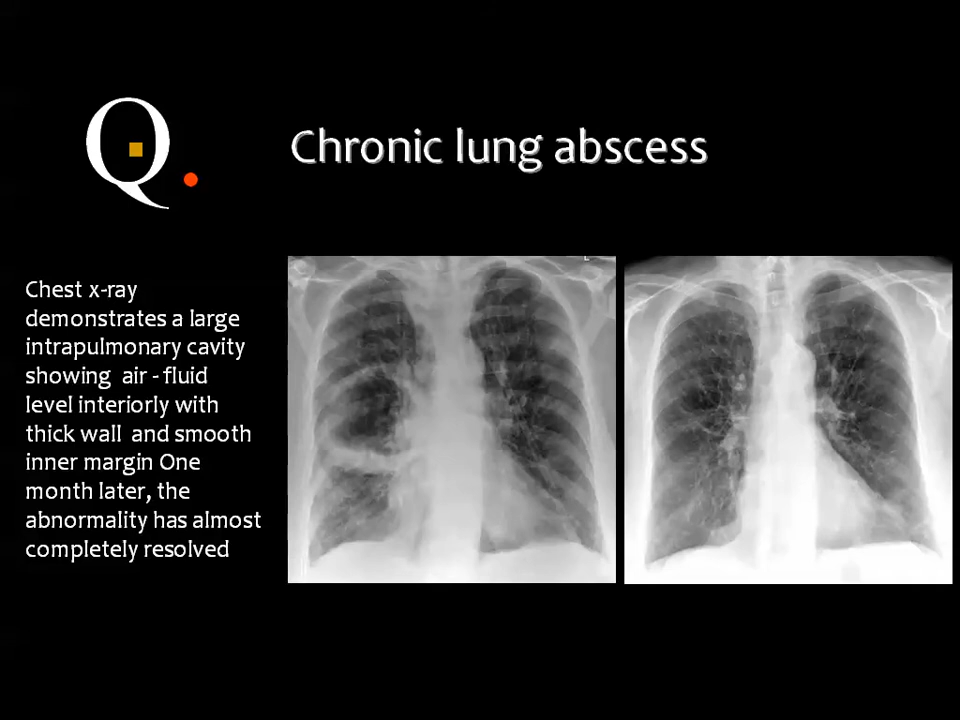 Q.
Chronic lung abscess
Chest x-ray
demonstrates a large
intrapulmonary cavity
showing  air - fluid
level interiorly with
thick wall  and smooth
inner margin One
month later, the
abnormality has almost
completely resolved
L